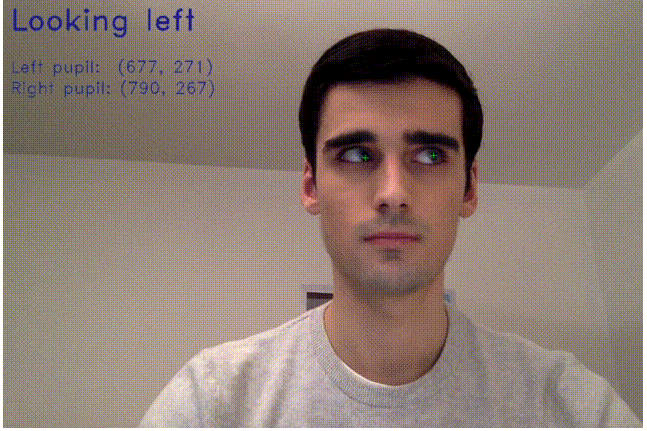 Looking left
Left pupil: (677, 271)
Right pupil: (790, 267)